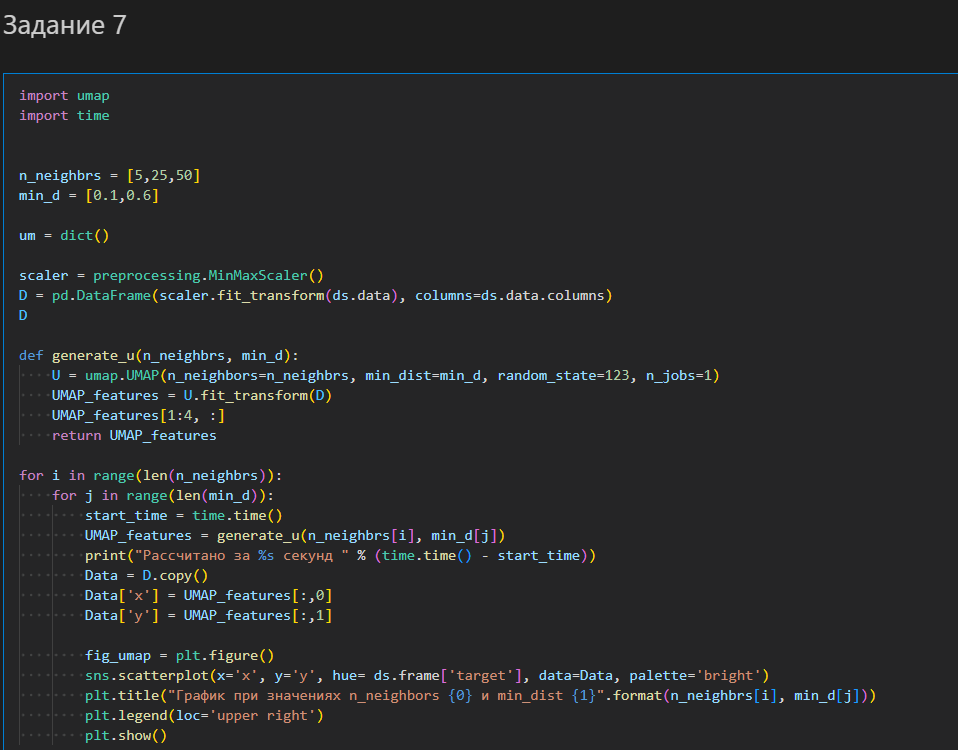 Задание 7
import umap
import time
n_neighbrs = [5,25,50]
min_d = [0.1,0.6]
um = dict()
scaler = preprocessing.MinMaxScaler()
D = pd.DataFrame(scaler.fit_transform(ds.data), columns=ds.data.columns)
D
def generate_u(n_neighbrs, min_d):
    U = umap.UMAP(n_neighbors=n_neighbrs, min_dist=min_d, random_state=123, n_jobs=1)
    UMAP_features = U.fit_transform(D)
    UMAP_features[1:4, :]
    return UMAP_features
for i in range(len(n_neighbrs)):
    for j in range(len(min_d)):
        start_time = time.time()
        UMAP_features = generate_u(n_neighbrs[i], min_d[j])
        print("Рассчитано за %s секунд " % (time.time() - start_time))
        Data = D.copy()
        Data['x'] = UMAP_features[:,0]
        Data['y'] = UMAP_features[:,1]
        fig_umap = plt.figure()
        sns.scatterplot(x='x', y='y', hue= ds.frame['target'], data=Data, palette='bright')
        plt.title("График при значениях n_neighbors {0} и min_dist {1}".format(n_neighbrs[i], min_d[j]))
        plt.legend(loc='upper right')
        plt.show()